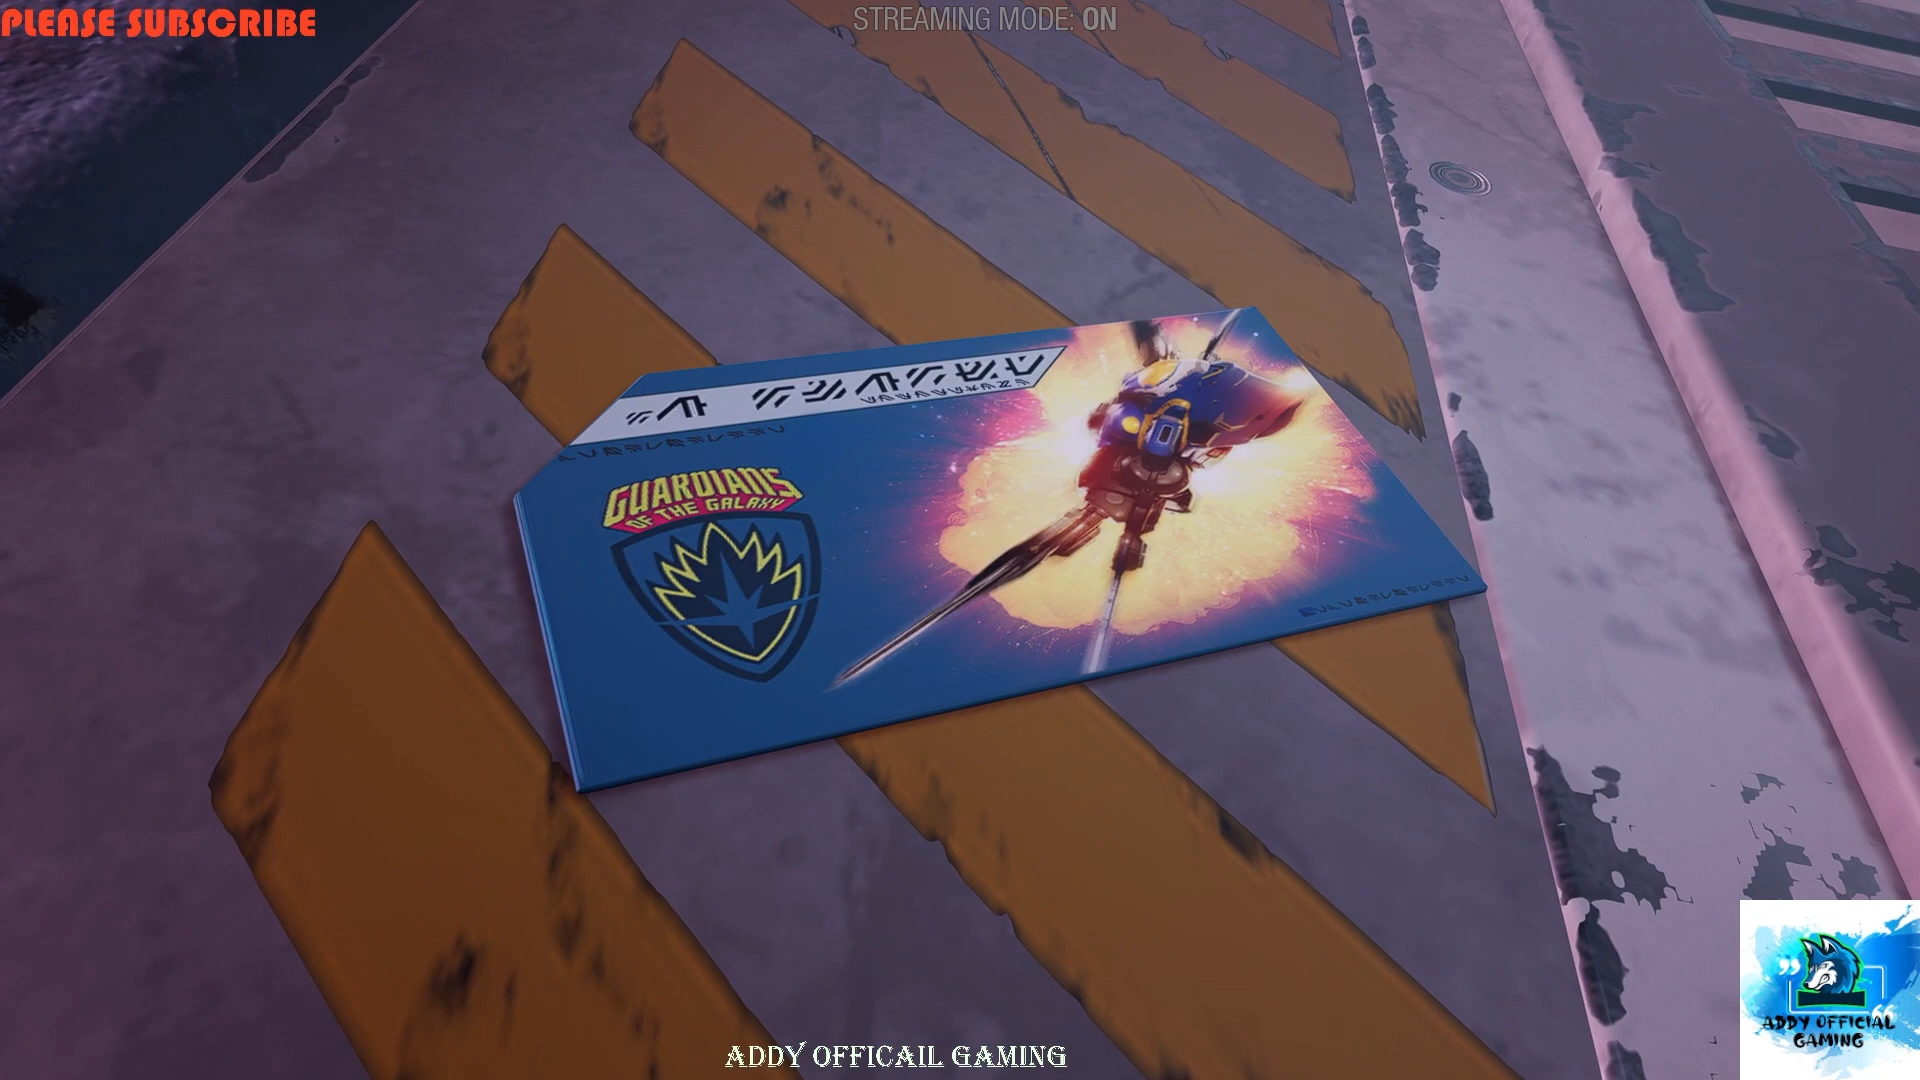 PLEASE SUBSCRIBE
STREAMING MODE: ON
GUARDIANS
OF THE GALAXY
ADDY OFFICIAL
GAMING
ADDY OFFICAIL GAMING